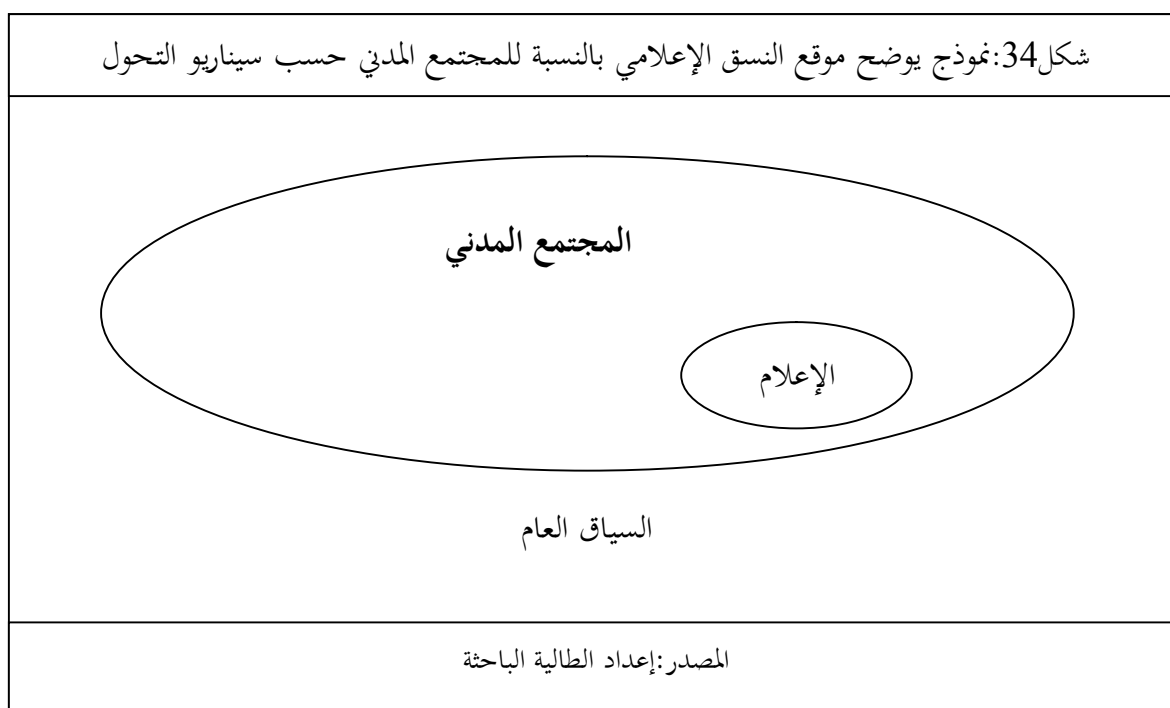 شكل34:نموذج يوضح موقع النسق الإعلامي بالنسبة للمجتمع المدني حسب سيناريو التحول
المجتمع المدني
الإعلام
السياق العام
المصدر:إعداد الطالية الباحثة